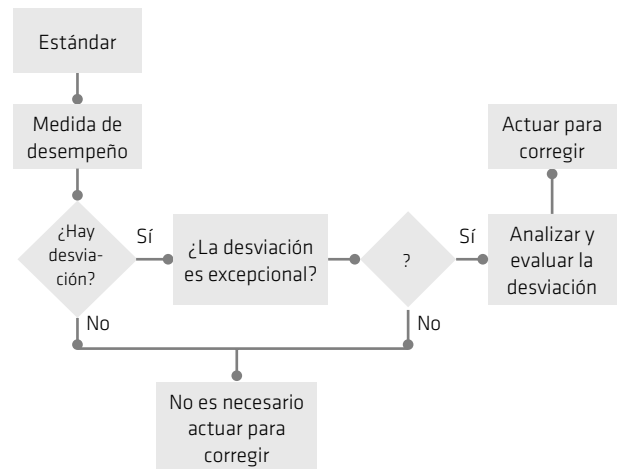 Estándar
Medida de
desempeño
Actuar para
corregir
¿Hay
desvia-
ción?
Sí
¿La desviación
es excepcional?
?
Sí
Analizar y
evaluar la
desviación
No
No
No es necesario
actuar para
corregir